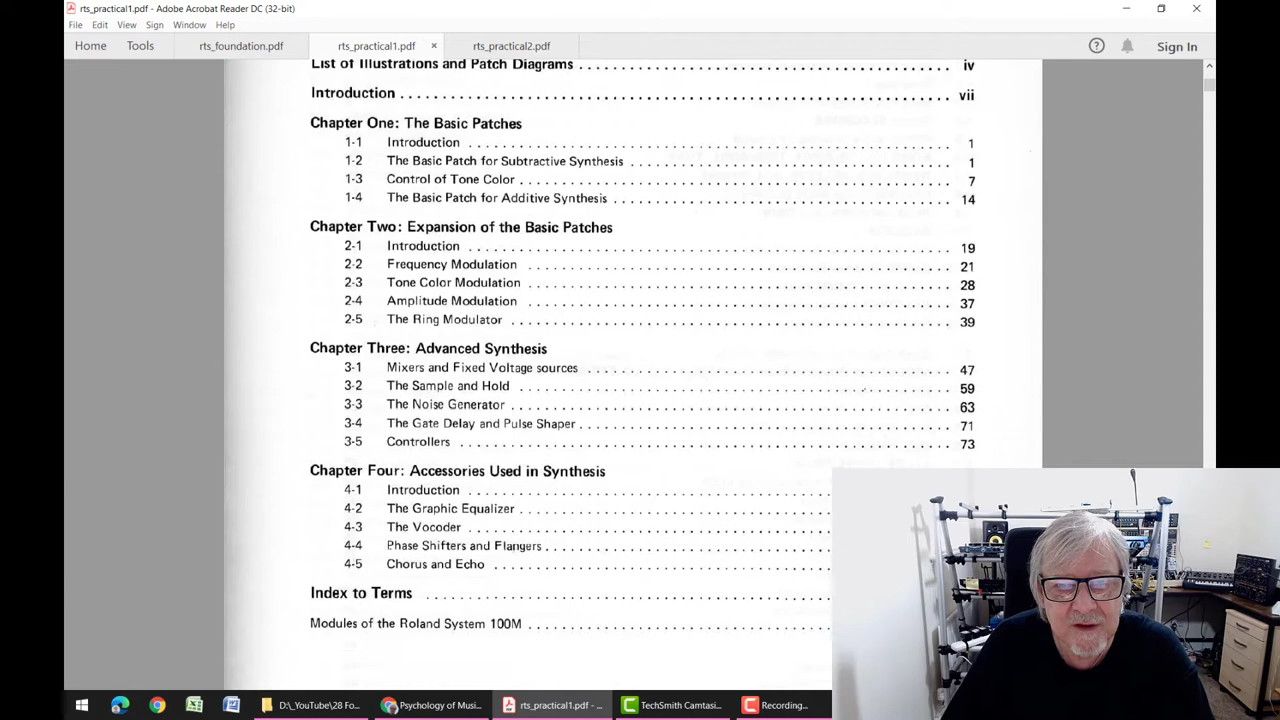 rts_practical1.pdf - Adobe Acrobat Reader DC (32-bit)
File Edit View Sign Window Help
Home Tools rts_foundation.pdf rts_practical1.pdf × rts_practical2.pdf Sign In
List of Illustrations and Patch Diagrams iv
Introduction vii
Chapter One: The Basic Patches
1-1 Introduction 1
1-2 The Basic Patch for Subtractive Synthesis 1
1-3 Control of Tone Color 7
1-4 The Basic Patch for Additive Synthesis 14
Chapter Two: Expansion of the Basic Patches
2-1 Introduction 19
2-2 Frequency Modulation 21
2-3 Tone Color Modulation 28
2-4 Amplitude Modulation 37
2-5 The Ring Modulator 39
Chapter Three: Advanced Synthesis
3-1 Mixers and Fixed Voltage sources 47
3-2 The Sample and Hold 59
3-3 The Noise Generator 63
3-4 The Gate Delay and Pulse Shaper 71
3-5 Controllers 73
Chapter Four: Accessories Used in Synthesis
4-1 Introduction
4-2 The Graphic Equalizer
4-3 The Vocoder
4-4 Phase Shifters and Flangers
4-5 Chorus and Echo
Index to Terms
Modules of the Roland System 100M
D:\_YouTube\28 Fo... Psychology of Musi... rts_practical1.pdf - ... TechSmith Camtasi... Recording...